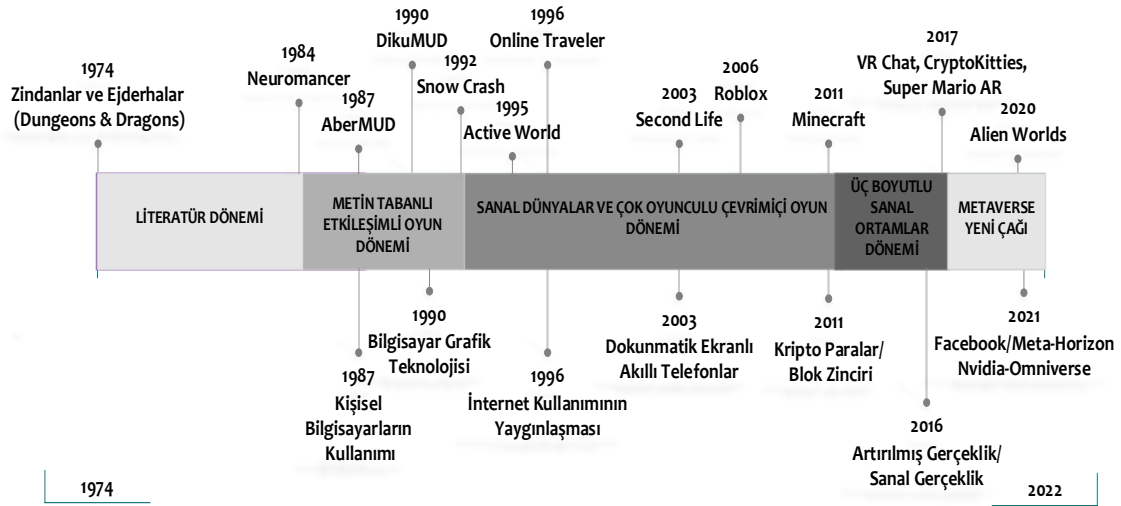 1974
Zindanlar ve Ejderhalar
(Dungeons & Dragons)
1984
Neuromancer
1987
AberMUD
1990
DikuMUD
1992
Snow Crash
1995
Active World
1996
Online Traveler
2003
Second Life
2006
Roblox
2011
Minecraft
2017
VR Chat, CryptoKitties,
Super Mario AR
2020
Alien Worlds
LİTERATÜR DÖNEMİ
METİN TABANLI
ETKİLEŞİMLİ OYUN
DÖNEMİ
SANAL DÜNYALAR VE ÇOK OYUNCULU ÇEVRİMİÇİ OYUN
DÖNEMİ
ÜÇ BOYUTLU
SANAL
ORTAMLAR
DÖNEMİ
METAVERSE
YENİ ÇAĞI
1987
Kişisel
Bilgisayarların
Kullanımı
1990
Bilgisayar Grafik
Teknolojisi
1996
İnternet Kullanımının
Yaygınlaşması
2003
Dokunmatik Ekranlı
Akıllı Telefonlar
2011
Kripto Paralar/
Blok Zinciri
2016
Artırılmış Gerçeklik/
Sanal Gerçeklik
2021
Facebook/Meta-Horizon
Nvidia-Omniverse
1974
2022